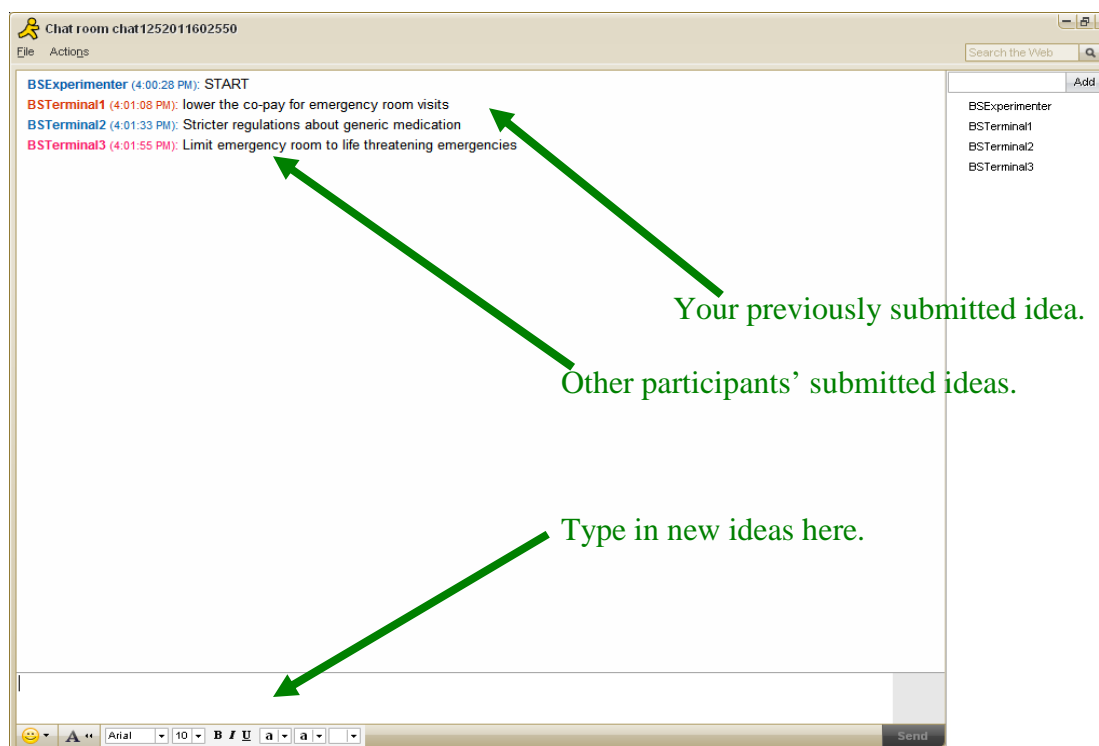 Chat room chat1252011602550
File Actions
Search the Web
BSExperimenter (4:00:28 PM): START
BSTerminal1 (4:01:08 PM): lower the co-pay for emergency room visits
BSTerminal2 (4:01:33 PM): Stricter regulations about generic medication
BSTerminal3 (4:01:55 PM): Limit emergency room to life threatening emergencies
Add
BSExperimenter
BSTerminal1
BSTerminal2
BSTerminal3
Your previously submitted idea.
Other participants’ submitted ideas.
Type in new ideas here.
A “ Arial 10 B I U a a
Send